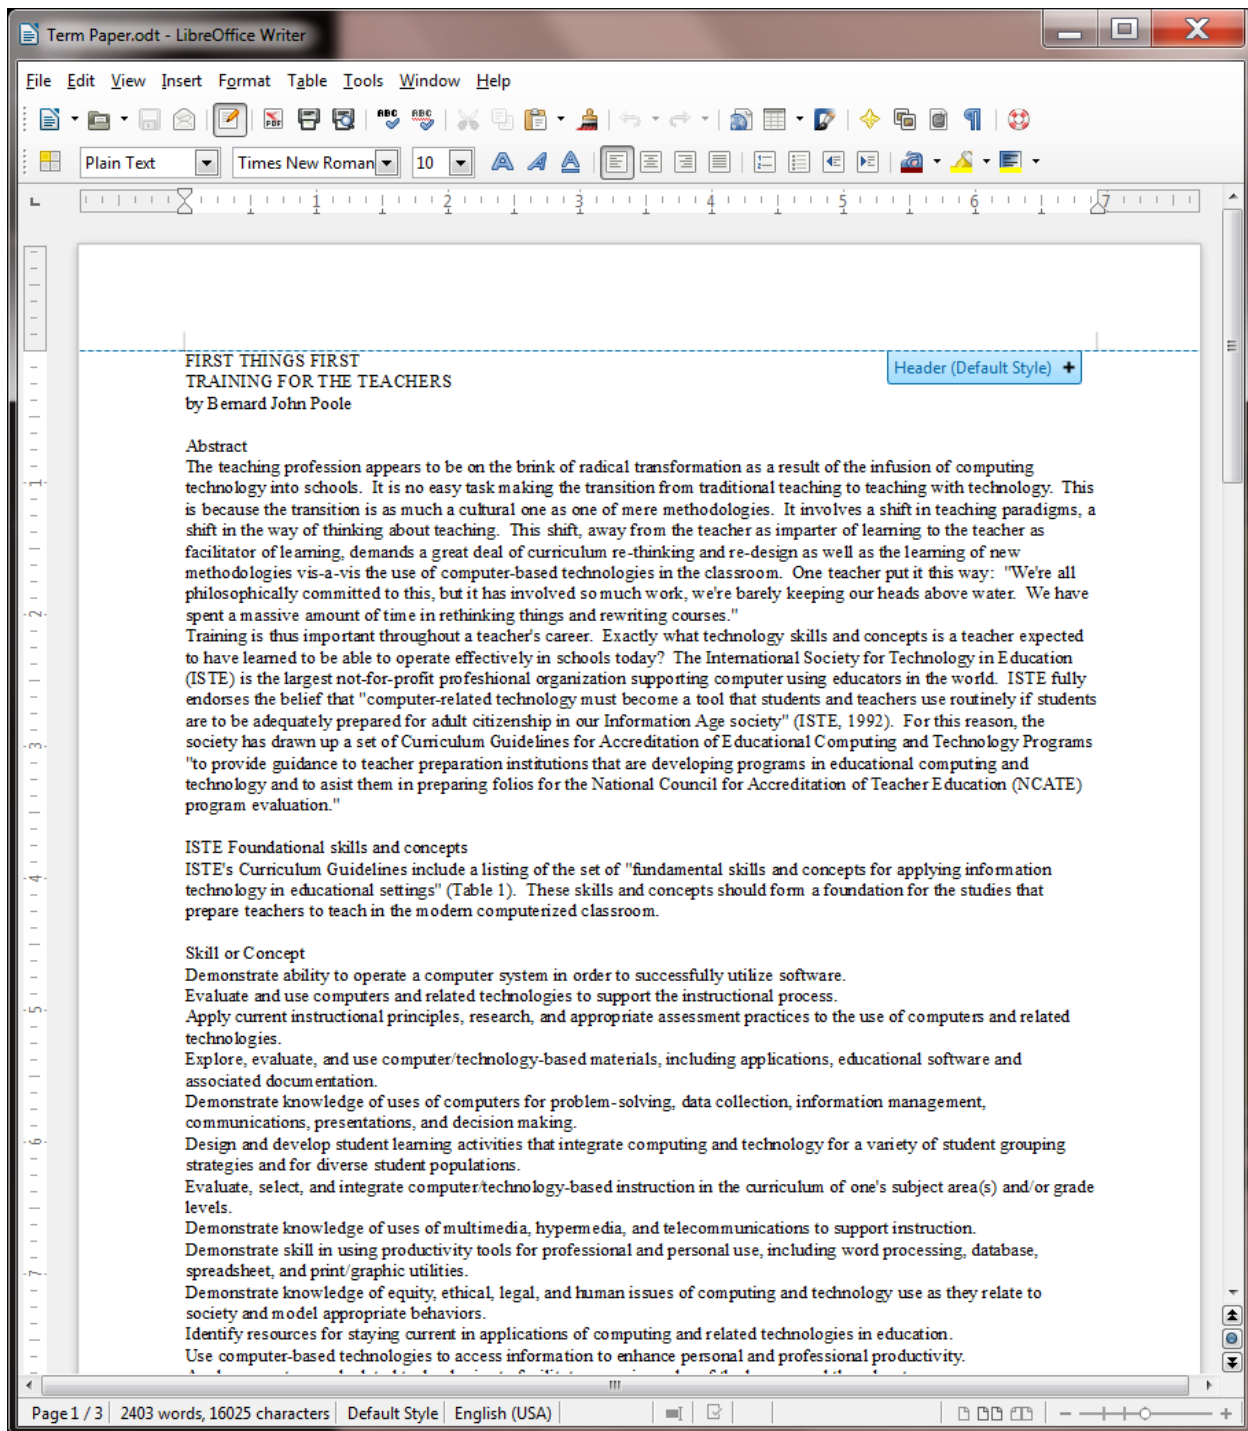 Term Paper.odt - LibreOffice Writer
File Edit View Insert Format Table Tools Window Help
Plain Text Times New Roman 10
1 2 3 4 5 6 7
Header (Default Style) +
FIRST THINGS FIRST
TRAINING FOR THE TEACHERS
by Bernard John Poole
Abstract
The teaching profession appears to be on the brink of radical transformation as a result of the infusion of computing
technology into schools.  It is no easy task making the transition from traditional teaching to teaching with technology.  This
is because the transition is as much a cultural one as one of mere methodologies.  It involves a shift in teaching paradigms, a
shift in the way of thinking about teaching.  This shift, away from the teacher as imparter of learning to the teacher as
facilitator of learning, demands a great deal of curriculum re-thinking and re-design as well as the learning of new
methodologies vis-a-vis the use of computer-based technologies in the classroom.  One teacher put it this way:  "We're all
philosophically committed to this, but it has involved so much work, we're barely keeping our heads above water.  We have
spent a massive amount of time in rethinking things and rewriting courses."
Training is thus important throughout a teacher's career.  Exactly what technology skills and concepts is a teacher expected
to have learned to be able to operate effectively in schools today?  The International Society for Technology in Education
(ISTE) is the largest not-for-profit profeshional organization supporting computer using educators in the world.  ISTE fully
endorses the belief that "computer-related technology must become a tool that students and teachers use routinely if students
are to be adequately prepared for adult citizenship in our Information Age society" (ISTE, 1992).  For this reason, the
society has drawn up a set of Curriculum Guidelines for Accreditation of Educational Computing and Technology Programs
"to provide guidance to teacher preparation institutions that are developing programs in educational computing and
technology and to asist them in preparing folios for the National Council for Accreditation of Teacher Education (NCATE)
program evaluation."
ISTE Foundational skills and concepts
ISTE's Curriculum Guidelines include a listing of the set of "fundamental skills and concepts for applying information
technology in educational settings" (Table 1).  These skills and concepts should form a foundation for the studies that
prepare teachers to teach in the modern computerized classroom.
Skill or Concept
Demonstrate ability to operate a computer system in order to successfully utilize software.
Evaluate and use computers and related technologies to support the instructional process.
Apply current instructional principles, research, and appropriate assessment practices to the use of computers and related
technologies.
Explore, evaluate, and use computer/technology-based materials, including applications, educational software and
associated documentation.
Demonstrate knowledge of uses of computers for problem-solving, data collection, information management,
communications, presentations, and decision making.
Design and develop student learning activities that integrate computing and technology for a variety of student grouping
strategies and for diverse student populations.
Evaluate, select, and integrate computer/technology-based instruction in the curriculum of one's subject area(s) and/or grade
levels.
Demonstrate knowledge of uses of multimedia, hypermedia, and telecommunications to support instruction.
Demonstrate skill in using productivity tools for professional and personal use, including word processing, database,
spreadsheet, and print/graphic utilities.
Demonstrate knowledge of equity, ethical, legal, and human issues of computing and technology use as they relate to
society and model appropriate behaviors.
Identify resources for staying current in applications of computing and related technologies in education.
Use computer-based technologies to access information to enhance personal and professional productivity.
Page 1 / 3 2403 words, 16025 characters Default Style English (USA)